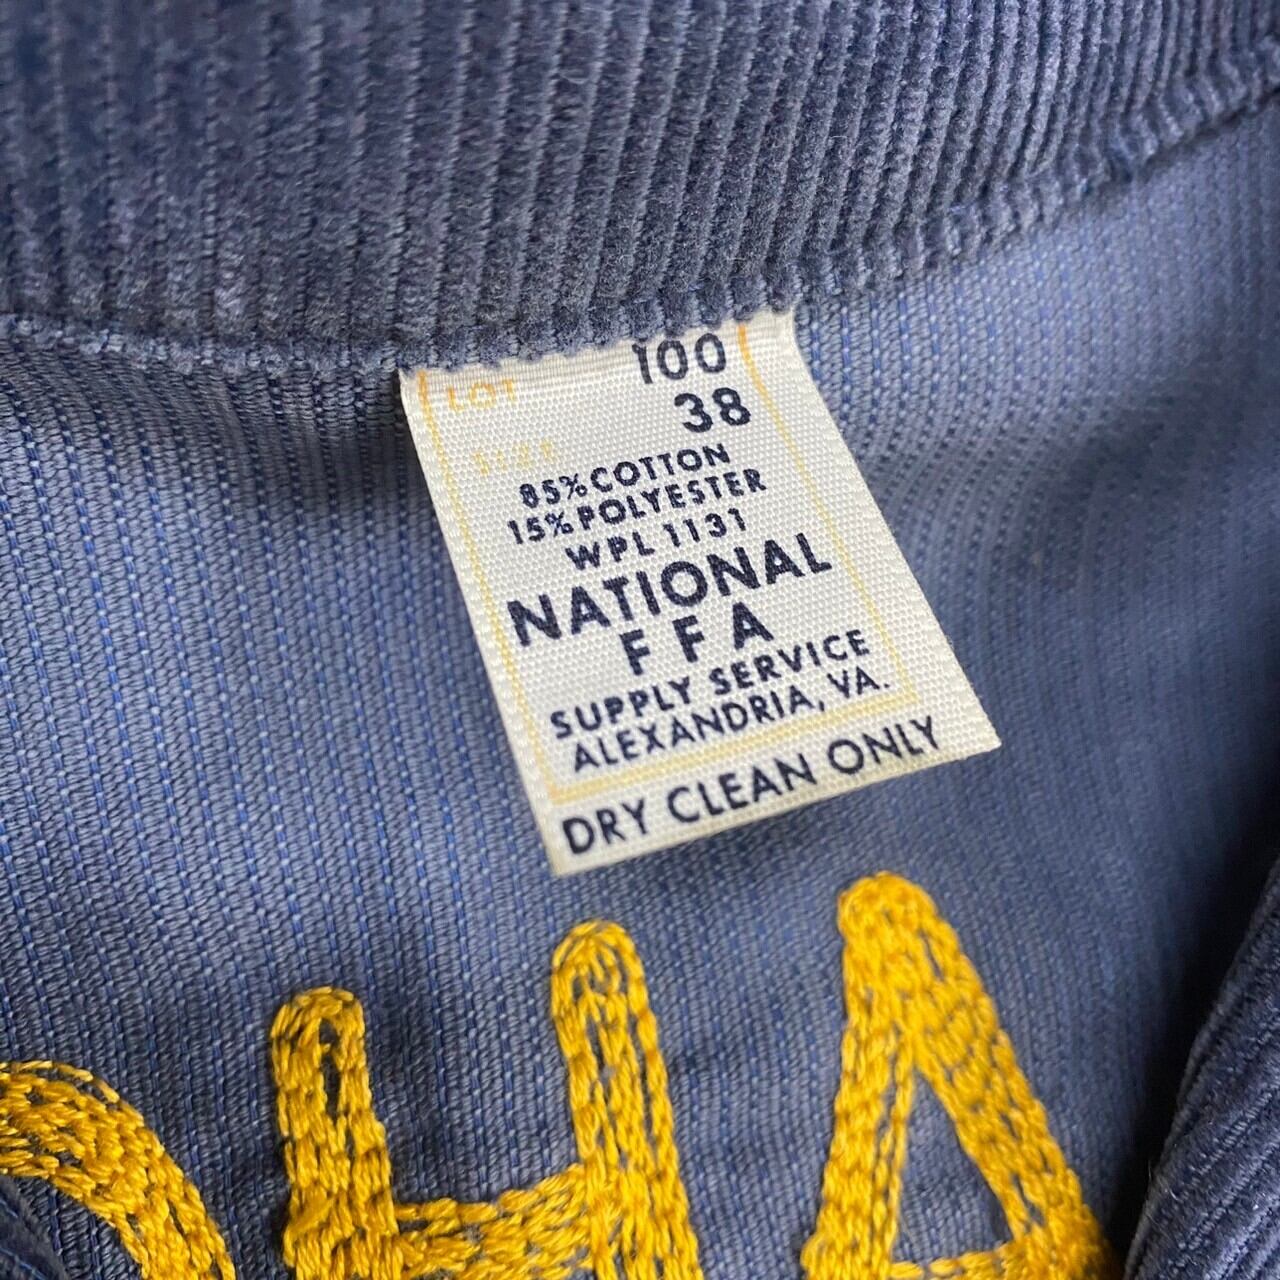 LOT 100
SIZE 38
85% COTTON
15% POLYESTER
WPL 1131
NATIONAL
FFA
SUPPLY SERVICE
ALEXANDRIA, VA.
DRY CLEAN ONLY